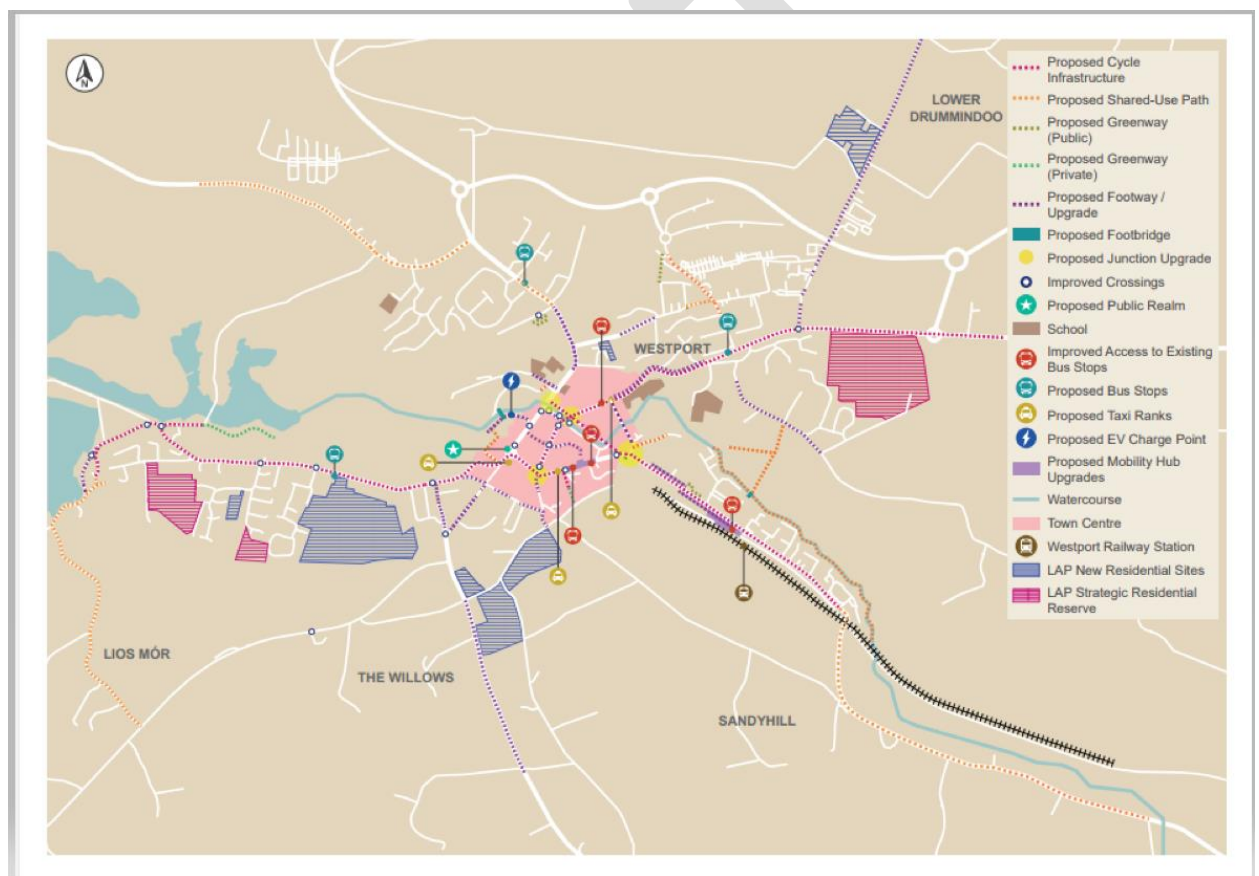 N
LOWER
DRUMMINDOO
WESTPORT
LIOS MÓR
THE WILLOWS
SANDYHILL
Proposed Cycle
Infrastructure
Proposed Shared-Use Path
Proposed Greenway
(Public)
Proposed Greenway
(Private)
Proposed Footway /
Upgrade
Proposed Footbridge
Proposed Junction Upgrade
Improved Crossings
Proposed Public Realm
School
Improved Access to Existing
Bus Stops
Proposed Bus Stops
Proposed Taxi Ranks
Proposed EV Charge Point
Proposed Mobility Hub
Upgrades
Watercourse
Town Centre
Westport Railway Station
LAP New Residential Sites
LAP Strategic Residential
Reserve